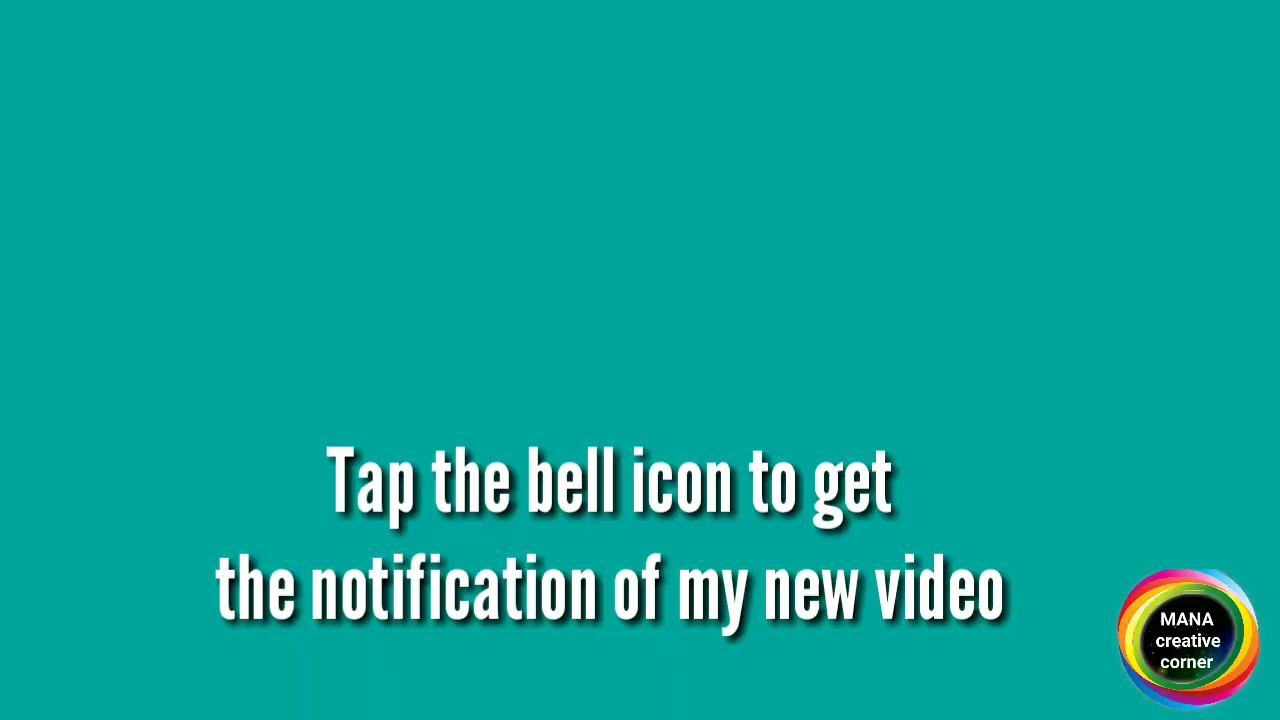 Tap the bell icon to get
the notification of my new video
MANA
creative
corner